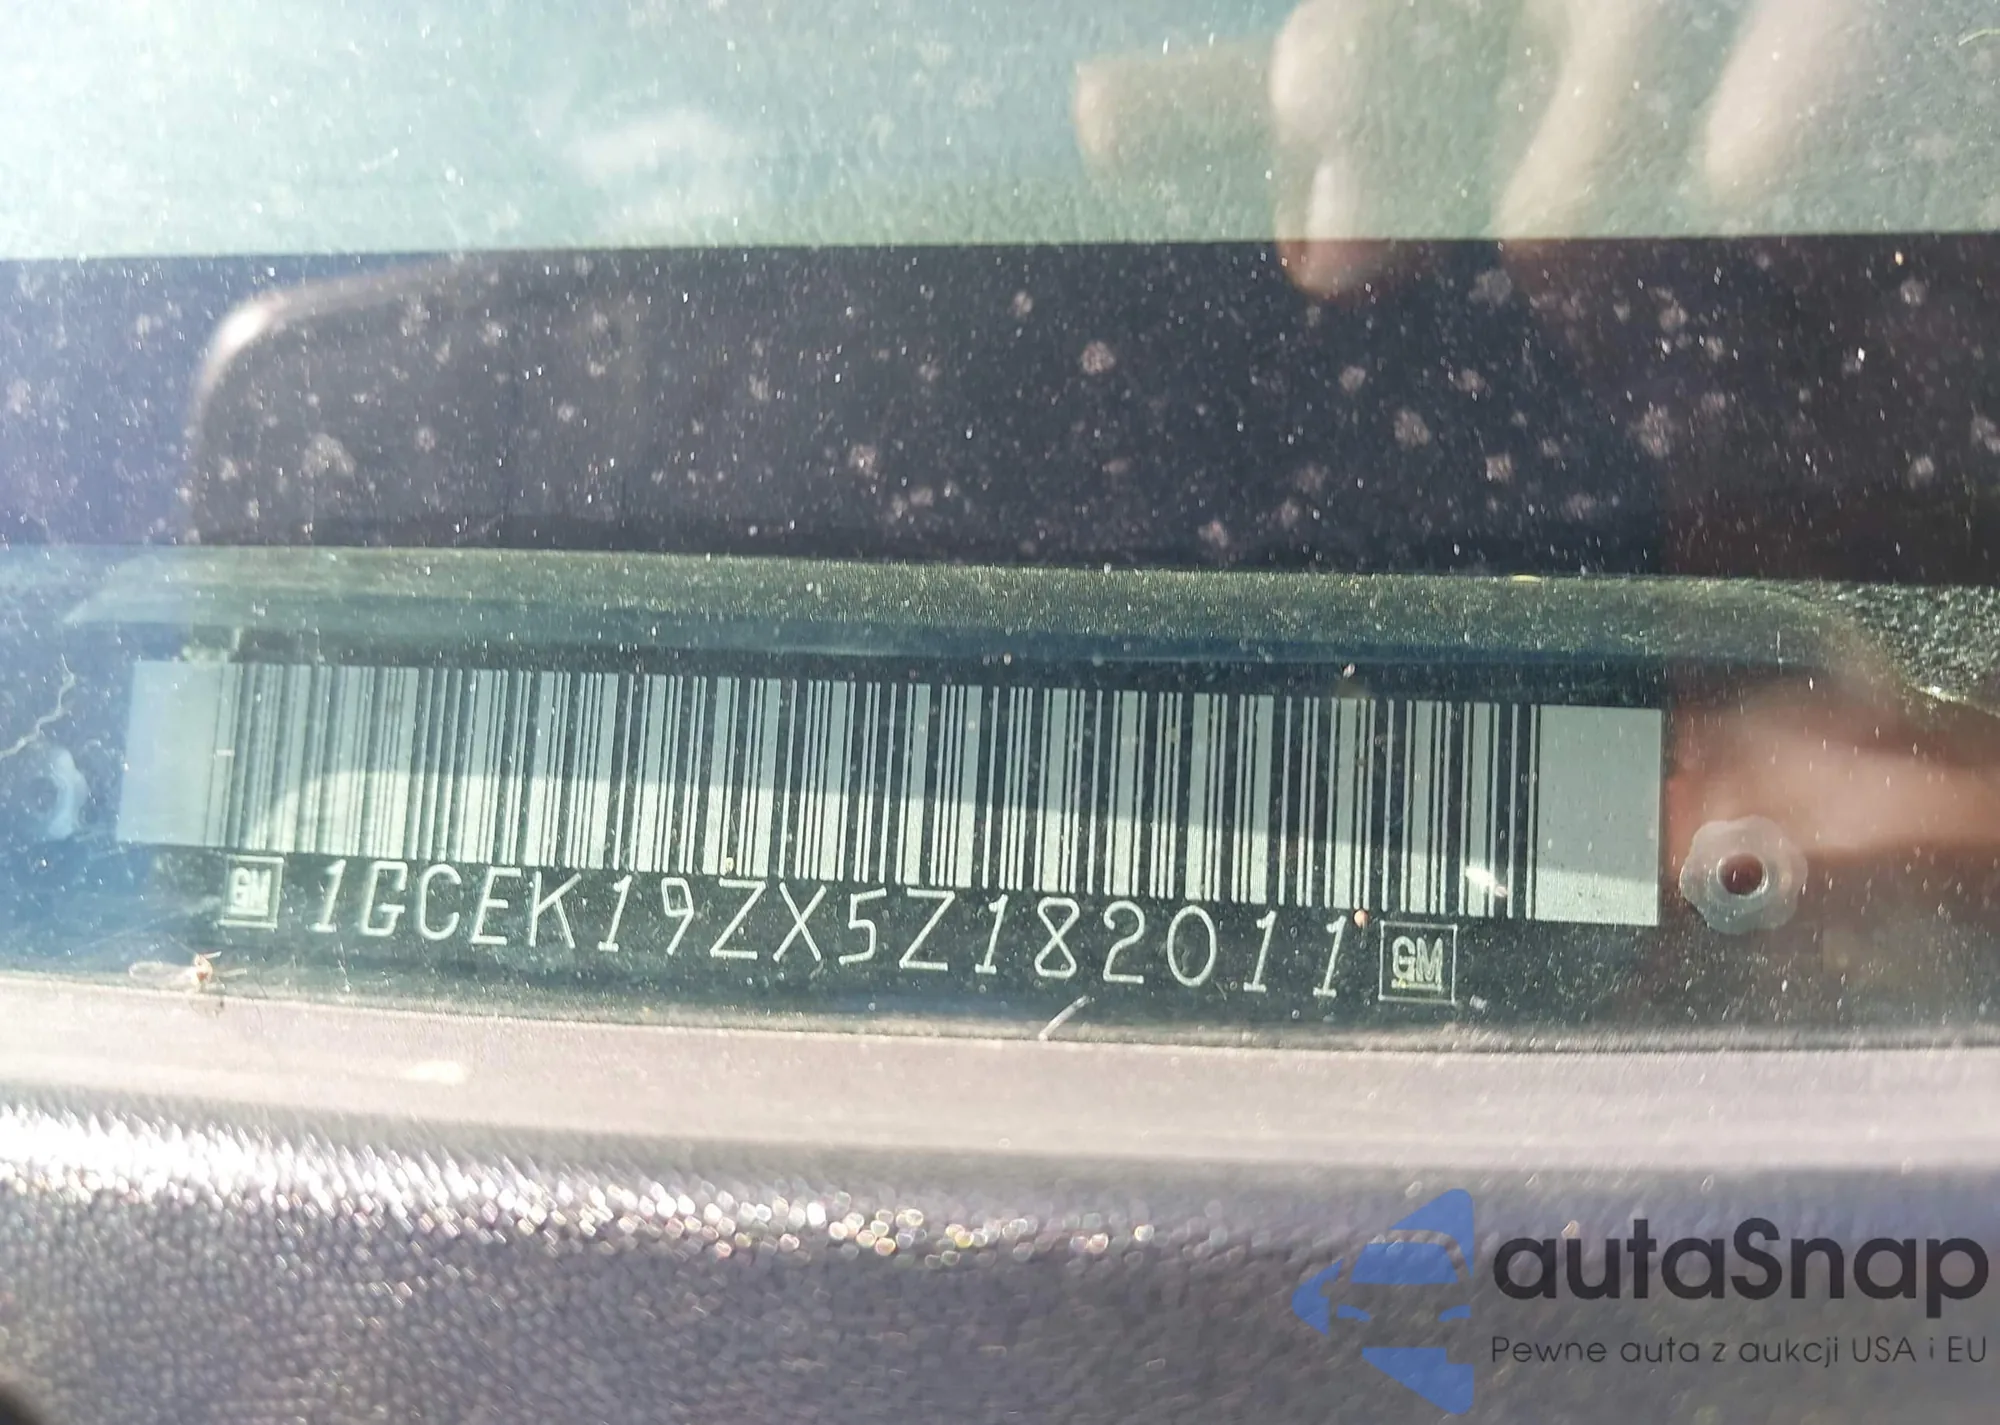 GM 1GCEK19ZX5Z182011 GM
autaSnap
Pewne auta z aukcji USA i EU